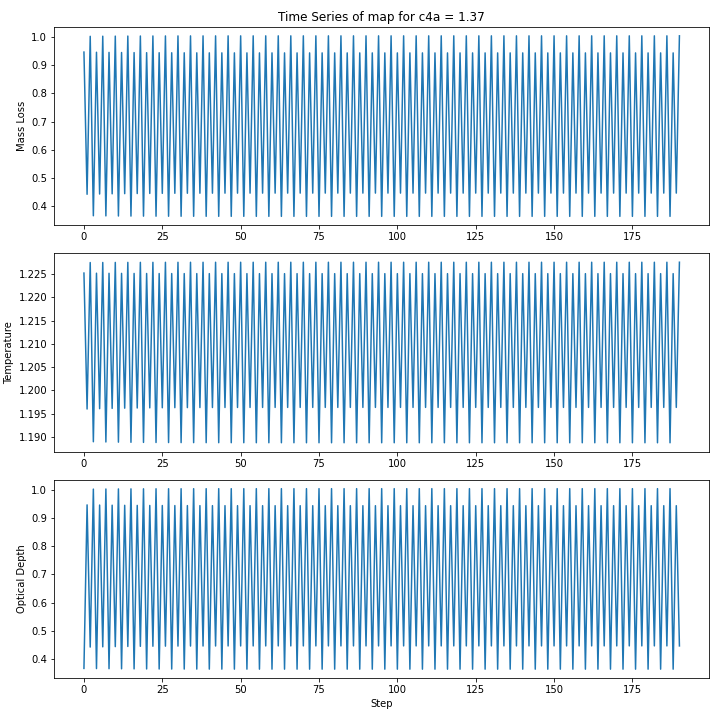 Time Series of map for c4a = 1.37
1.0
0.9
0.8
0.7
0.6
0.5
0.4
Mass Loss
0 25 50 75 100 125 150 175
1.225
1.220
1.215
1.210
1.205
1.200
1.195
1.190
Temperature
0 25 50 75 100 125 150 175
1.0
0.9
0.8
0.7
0.6
0.5
0.4
Optical Depth
0 25 50 75 100 125 150 175
Step